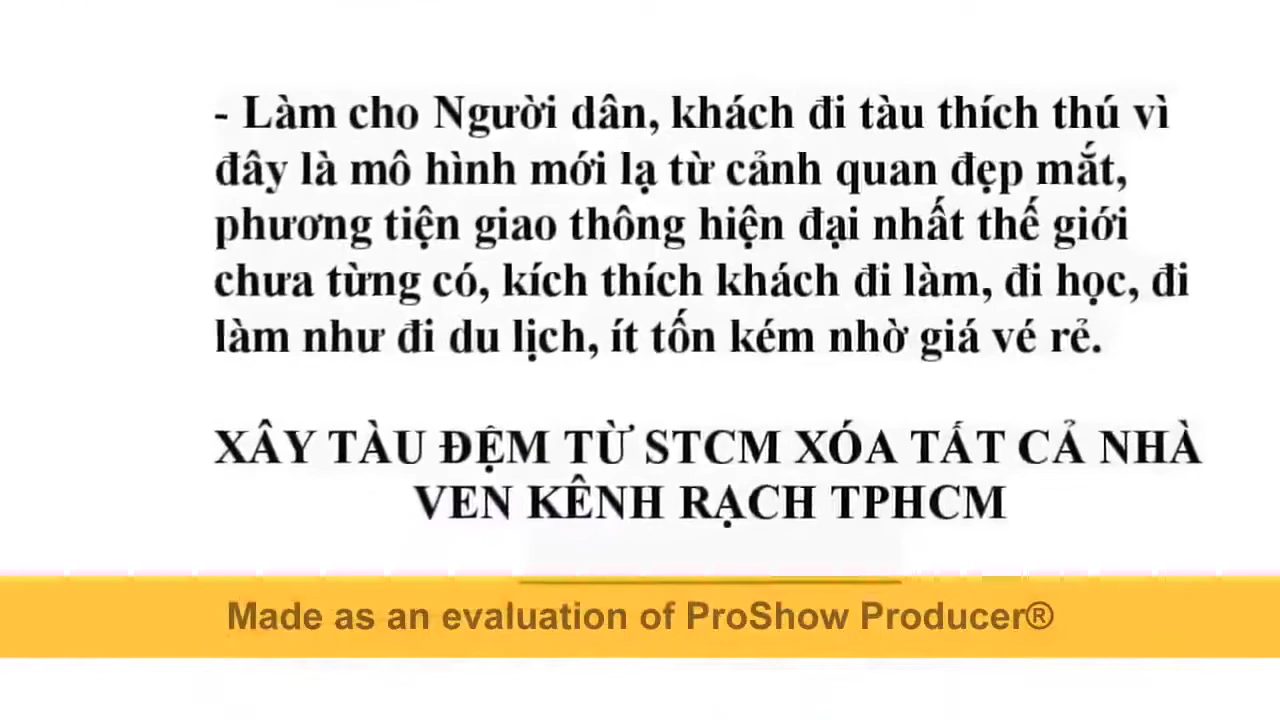 - Làm cho Người dân, khách đi tàu thích thú vì
đây là mô hình mới lạ từ cảnh quan đẹp mắt,
phương tiện giao thông hiện đại nhất thế giới
chưa từng có, kích thích khách đi làm, đi học, đi
làm như đi du lịch, ít tốn kém nhờ giá vé rẻ.
XÂY TÀU ĐỆM TỪ STCM XÓA TẤT CẢ NHÀ
VEN KÊNH RẠCH TPHCM
Made as an evaluation of ProShow Producer®